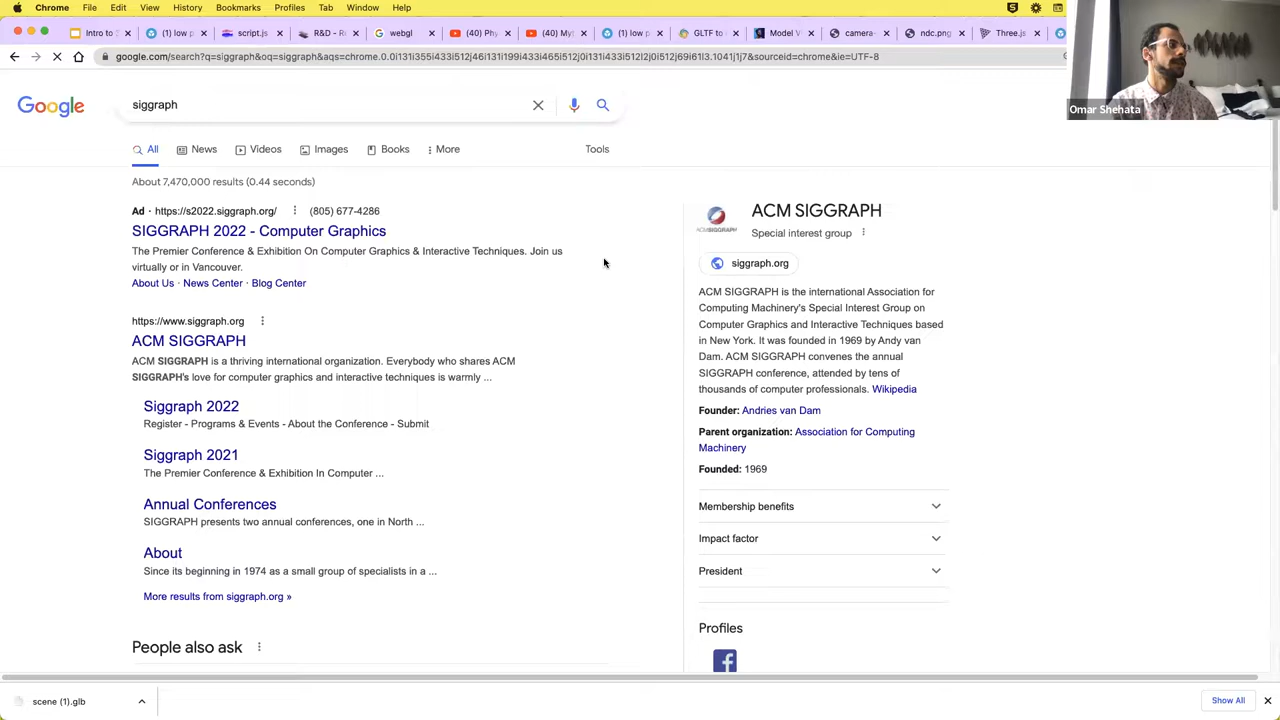 Chrome File Edit View History Bookmarks Profiles Tab Window Help
Intro to (1) low p script.js R&D - R webgl (40) Phy (40) My (1) low p GLTF to Model V camera- ndc.png Three.js
google.com/search?q=siggraph&oq=siggraph&aqs=chrome.0.0i131i355i433i512j46i131i199i433i465i512j0i131i433i512l2j0i512j69i61l3.1041j1j7&sourceid=chrome&ie=UTF-8
Omar Shehata
Google
siggraph
All News Videos Images Books More Tools
About 7,470,000 results (0.44 seconds)
Ad · https://s2022.siggraph.org/ (805) 677-4286
SIGGRAPH 2022 - Computer Graphics
The Premier Conference & Exhibition On Computer Graphics & Interactive Techniques. Join us
virtually or in Vancouver.
About Us · News Center · Blog Center
https://www.siggraph.org
ACM SIGGRAPH
ACM SIGGRAPH is a thriving international organization. Everybody who shares ACM
SIGGRAPH's love for computer graphics and interactive techniques is warmly ...
Siggraph 2022
Register - Programs & Events - About the Conference - Submit
Siggraph 2021
The Premier Conference & Exhibition In Computer ...
Annual Conferences
SIGGRAPH presents two annual conferences, one in North ...
About
Since its beginning in 1974 as a small group of specialists in a ...
More results from siggraph.org »
People also ask
ACM SIGGRAPH
ACM SIGGRAPH
Special interest group
siggraph.org
ACM SIGGRAPH is the international Association for
Computing Machinery's Special Interest Group on
Computer Graphics and Interactive Techniques based
in New York. It was founded in 1969 by Andy van
Dam. ACM SIGGRAPH convenes the annual
SIGGRAPH conference, attended by tens of
thousands of computer professionals. Wikipedia
Founder: Andries van Dam
Parent organization: Association for Computing
Machinery
Founded: 1969
Membership benefits
Impact factor
President
Profiles
scene (1).glb
Show All